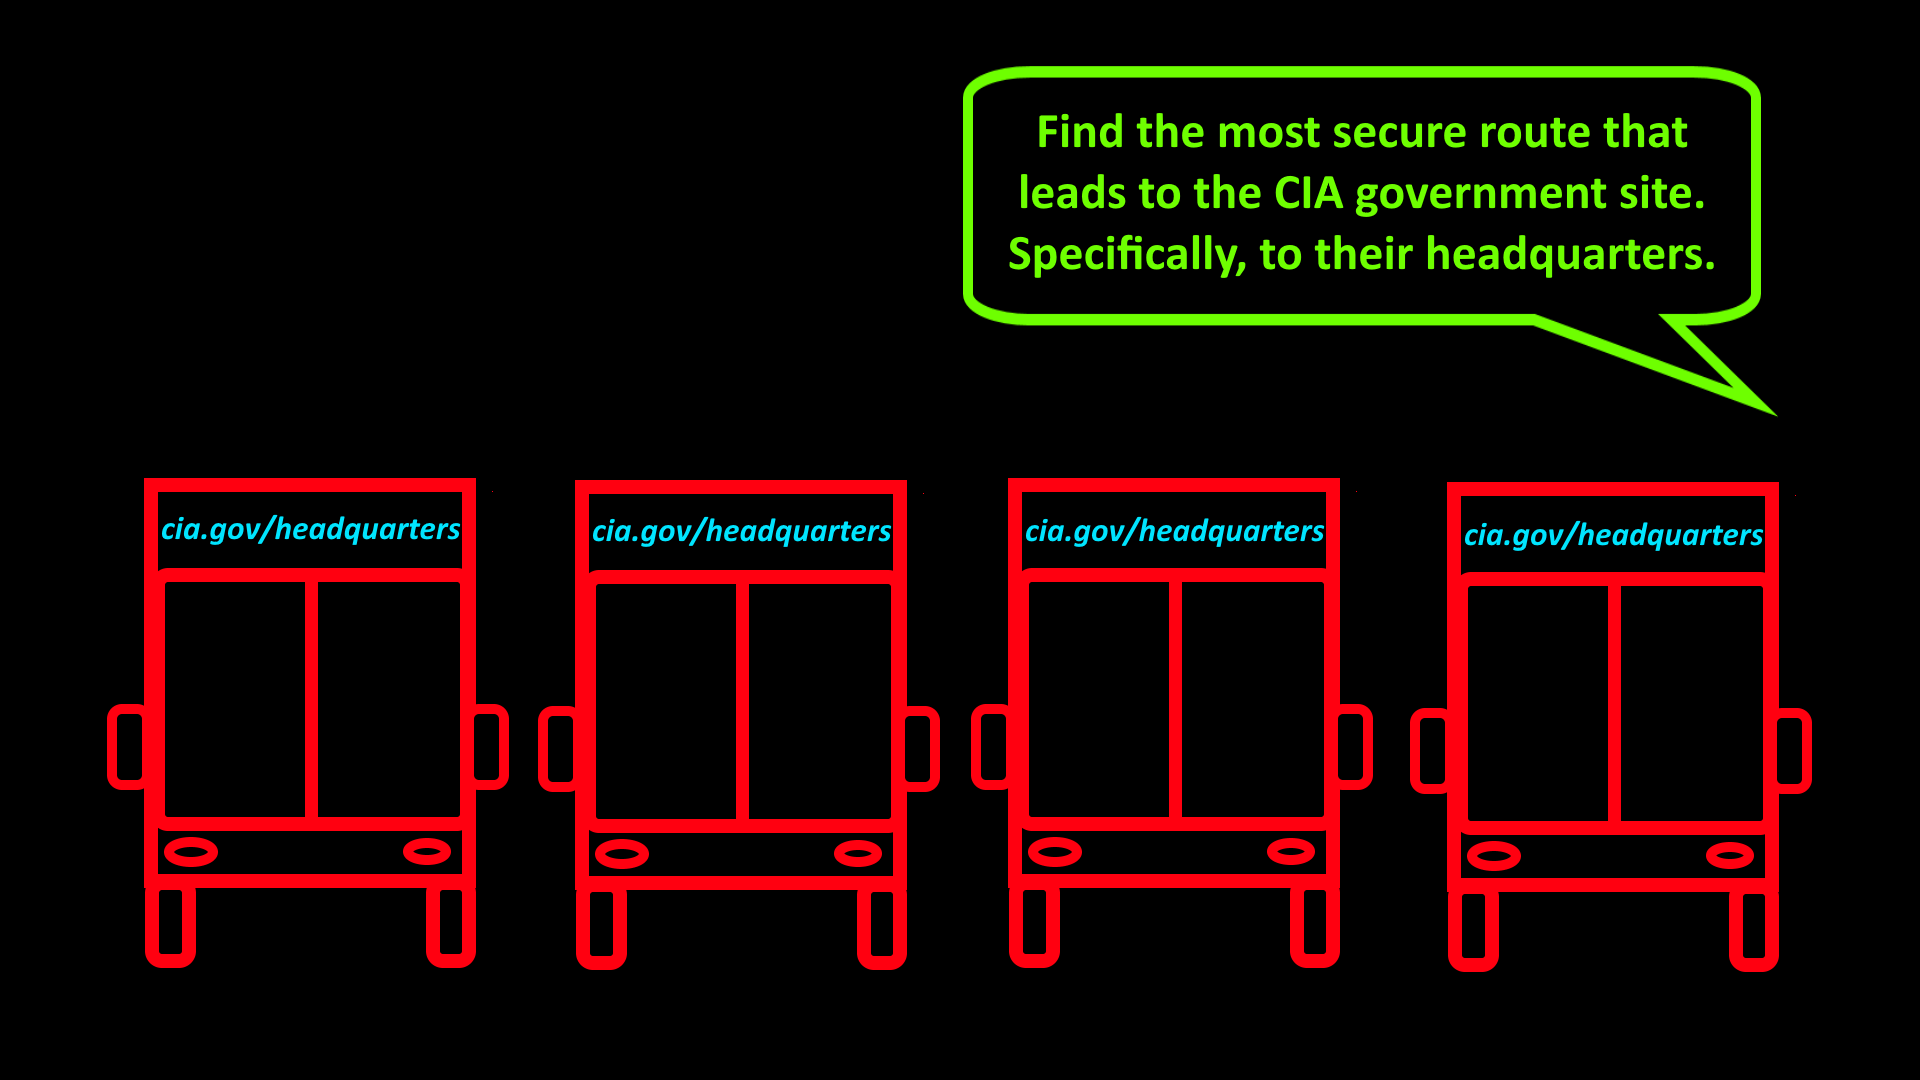 Find the most secure route that
leads to the CIA government site.
Specifically, to their headquarters.
cia.gov/headquarters
cia.gov/headquarters
cia.gov/headquarters
cia.gov/headquarters